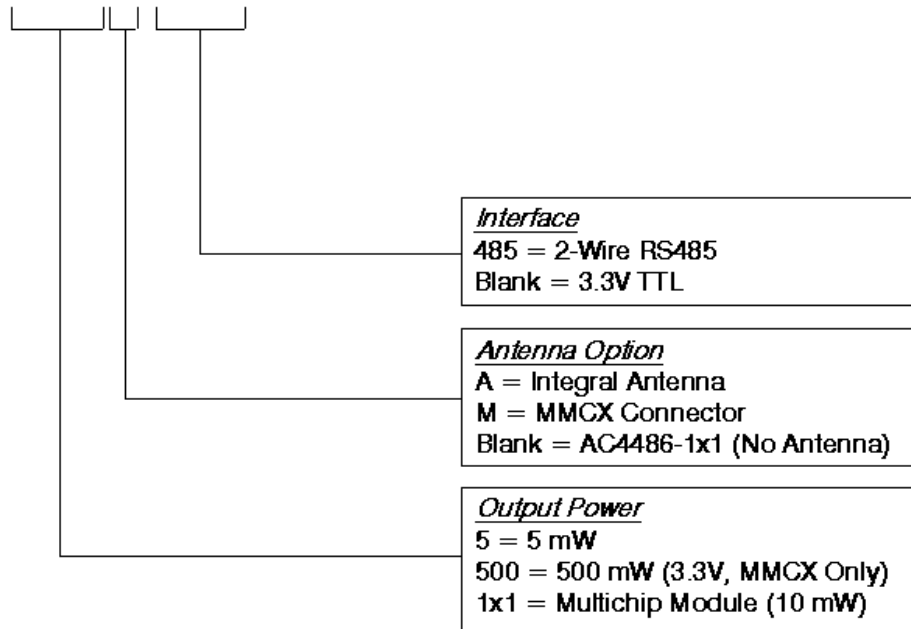 Interface
485 = 2-Wire RS485
Blank = 3.3V TTL
Antenna Option
A = Integral Antenna
M = MMCX Connector
Blank = AC4486-1x1 (No Antenna)
Output Power
5 = 5 mW
500 = 500 mW (3.3V, MMCX Only)
1x1 = Multichip Module (10 mW)